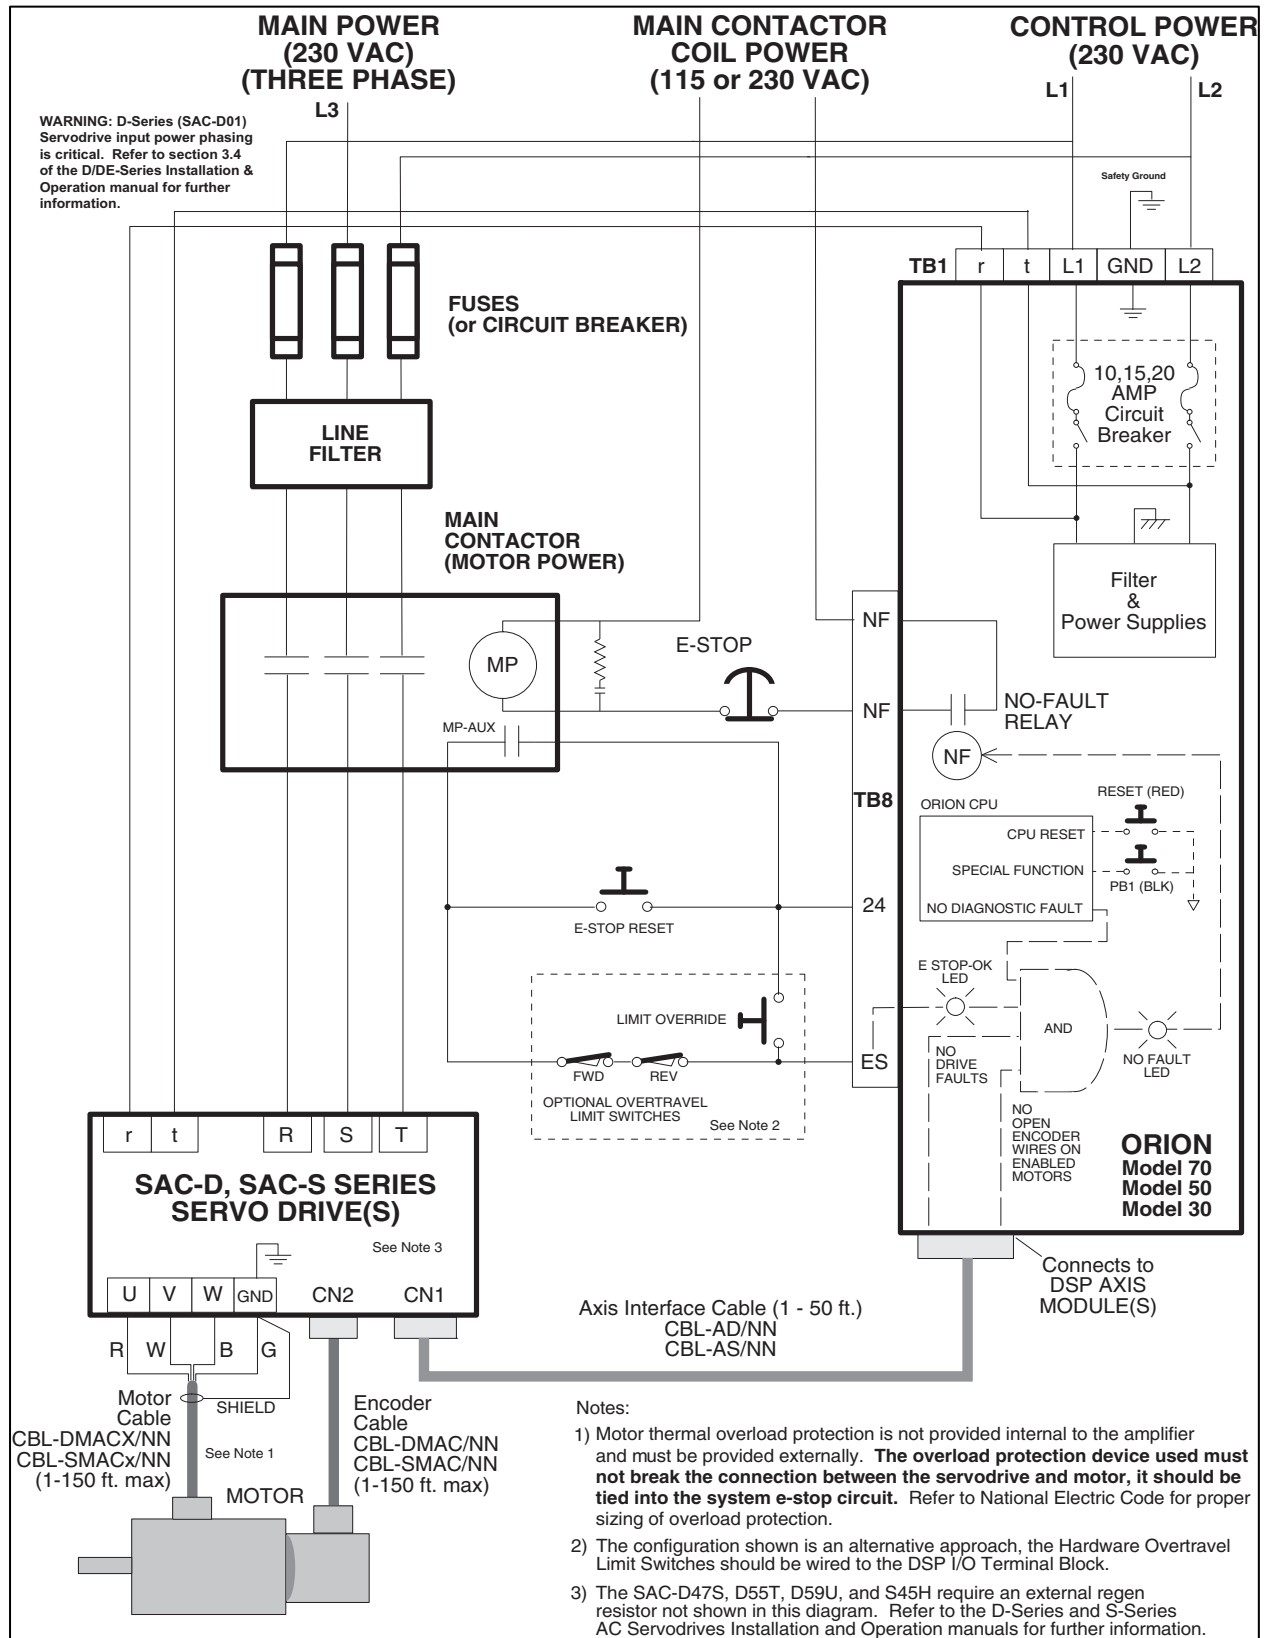 MAIN POWER
(230 VAC)
(THREE PHASE)
MAIN CONTACTOR
COIL POWER
(115 or 230 VAC)
CONTROL POWER
(230 VAC)
L3
L1
L2
WARNING: D-Series (SAC-D01)
Servodrive input power phasing
is critical. Refer to section 3.4
of the D/DE-Series Installation &
Operation manual for further
information.
Safety Ground
TB1
r
t
L1
GND
L2
FUSES
(or CIRCUIT BREAKER)
10,15,20
AMP
Circuit
Breaker
LINE
FILTER
MAIN
CONTACTOR
(MOTOR POWER)
Filter
&
Power Supplies
MP
MP-AUX
E-STOP
NF
NF
TB8
NO-FAULT
RELAY
NF
ORION CPU
RESET (RED)
CPU RESET
SPECIAL FUNCTION
PB1 (BLK)
NO DIAGNOSTIC FAULT
E-STOP RESET
24
E STOP-OK
LED
LIMIT OVERRIDE
AND
FWD
REV
ES
NO
DRIVE
FAULTS
NO FAULT
LED
OPTIONAL OVERTRAVEL
LIMIT SWITCHES
See Note 2
NO
OPEN
ENCODER
WIRES ON
ENABLED
MOTORS
ORION
Model 70
Model 50
Model 30
r
t
R
S
T
SAC-D, SAC-S SERIES
SERVO DRIVE(S)
See Note 3
U
V
W
GND
CN2
CN1
Connects to
DSP AXIS
MODULE(S)
Axis Interface Cable (1 - 50 ft.)
CBL-AD/NN
CBL-AS/NN
R
W
B
G
SHIELD
Motor
Cable
CBL-DMACX/NN
CBL-SMACx/NN
(1-150 ft. max)
See Note 1
Encoder
Cable
CBL-DMAC/NN
CBL-SMAC/NN
(1-150 ft. max)
MOTOR
Notes:
1) Motor thermal overload protection is not provided internal to the amplifier
and must be provided externally. The overload protection device used must
not break the connection between the servodrive and motor, it should be
tied into the system e-stop circuit. Refer to National Electric Code for proper
sizing of overload protection.
2) The configuration shown is an alternative approach, the Hardware Overtravel
Limit Switches should be wired to the DSP I/O Terminal Block.
3) The SAC-D47S, D55T, D59U, and S45H require an external regen
resistor not shown in this diagram. Refer to the D-Series and S-Series
AC Servodrives Installation and Operation manuals for further information.